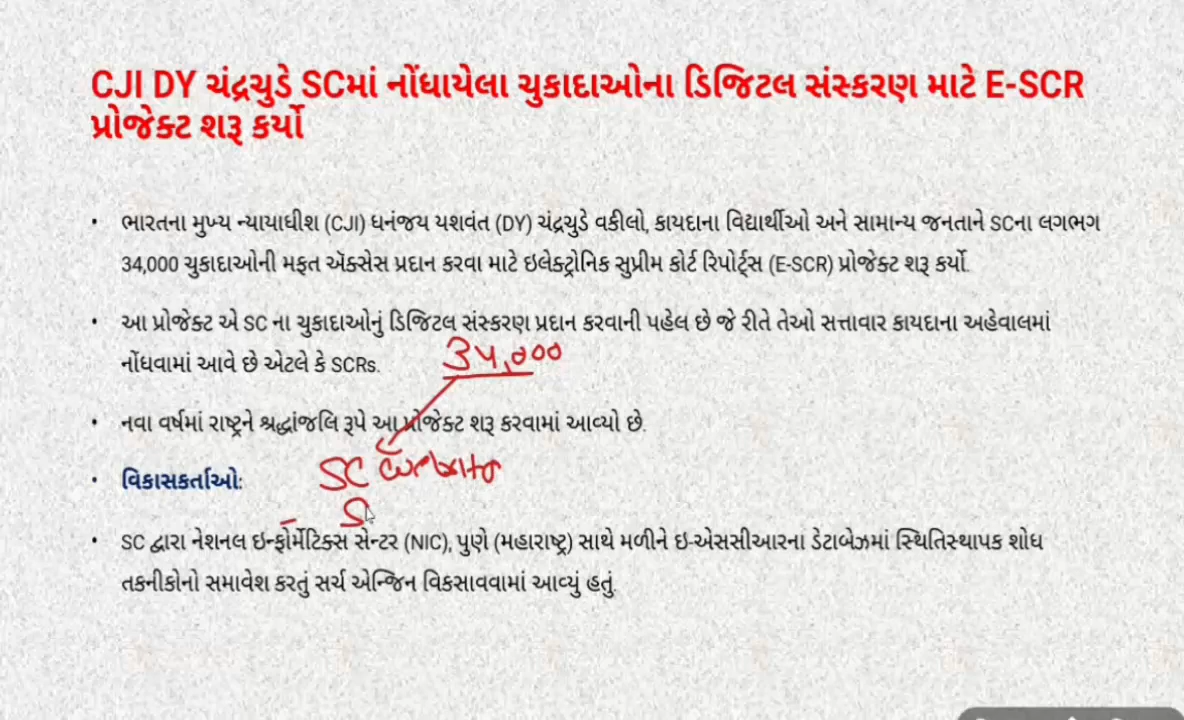 CJI DY ચંદ્રચુડે SCમાં નોંધાયેલા ચુકાદાઓના ડિજિટલ સંસ્કરણ માટે E-SCR
પ્રોજેક્ટ શરૂ કર્યો
• ભારતના મુખ્ય ન્યાયાધીશ (CJI) ધનંજય યશવંત (DY) ચંદ્રચુડે વકીલો, કાયદાના વિદ્યાર્થીઓ અને સામાન્ય જનતાને SCના લગભગ
34,000 ચુકાદાઓની મફત ઍક્સેસ પ્રદાન કરવા માટે ઇલેક્ટ્રોનિક સુપ્રીમ કોર્ટ રિપોર્ટ્સ (E-SCR) પ્રોજેક્ટ શરૂ કર્યો.
• આ પ્રોજેક્ટ એ SC ના ચુકાદાઓનું ડિજિટલ સંસ્કરણ પ્રદાન કરવાની પહેલ છે જે રીતે તેઓ સત્તાવાર કાયદાના અહેવાલમાં
નોંધવામાં આવે છે એટલે કે SCRs.
34,000
• નવા વર્ષમાં રાષ્ટ્રને શ્રદ્ધાંજલિ રૂપે આ પ્રોજેક્ટ શરૂ કરવામાં આવ્યો છે.
SC
• વિકાસકર્તાઓ:
S
• SC દ્વારા નેશનલ ઇન્ફોર્મેટિક્સ સેન્ટર (NIC), પુણે (મહારાષ્ટ્ર) સાથે મળીને ઇ-એસસીઆરના ડેટાબેઝમાં સ્થિતિસ્થાપક શોધ
તકનીકોનો સમાવેશ કરતું સર્ચ એન્જિન વિકસાવવામાં આવ્યું હતું.